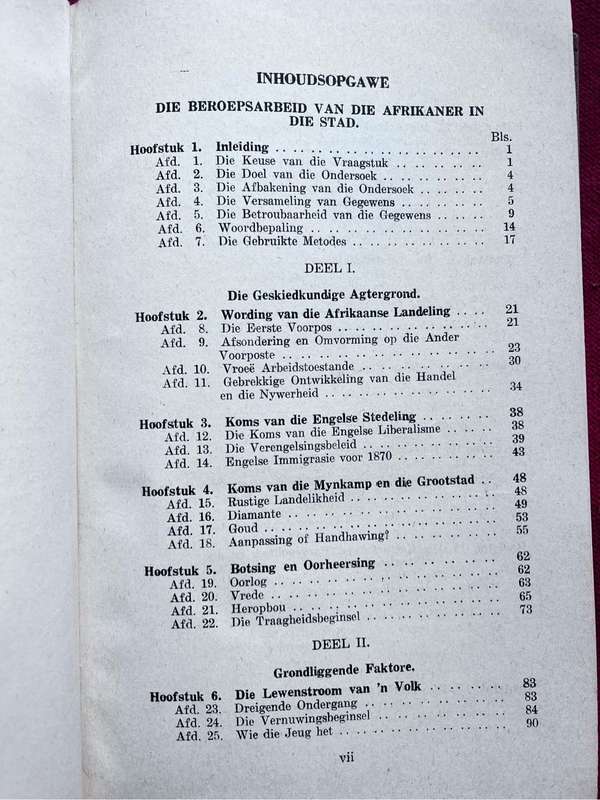 INHOUDSOPGAWE
DIE BEROEPSARBEID VAN DIE AFRIKANER IN
DIE STAD.
Bls.
Hoofstuk 1. Inleiding .......................... 1
Afd. 1. Die Keuse van die Vraagstuk ........... 1
Afd. 2. Die Doel van die Ondersoek ............. 4
Afd. 3. Die Afbakening van die Ondersoek ........ 4
Afd. 4. Die Versameling van Gegewens .......... 5
Afd. 5. Die Betroubaarheid van die Gegewens ...... 9
Afd. 6. Woordbepaling ...................... 14
Afd. 7. Die Gebruikte Metodes ................ 17
DEEL I.
Die Geskiedkundige Agtergrond.
Hoofstuk 2. Wording van die Afrikaanse Landeling .... 21
Afd. 8. Die Eerste Voorpos .................. 21
Afd. 9. Afsondering en Omvorming op die Ander
Voorposte ........................ 23
Afd. 10. Vroeë Arbeidstoestande ............... 30
Afd. 11. Gebrekkige Ontwikkeling van die Handel
en die Nywerheid .................. 34
Hoofstuk 3. Koms van die Engelse Stedeling ........ 38
Afd. 12. Die Koms van die Engelse Liberalisme ..... 38
Afd. 13. Die Verengelsingsbeleid ............... 39
Afd. 14. Engelse Immigrasie voor 1870 ........... 43
Hoofstuk 4. Koms van die Mynkamp en die Grootstad .. 48
Afd. 15. Rustige Landelikheid ................. 48
Afd. 16. Diamante ......................... 49
Afd. 17. Goud ............................ 53
Afd. 18. Aanpassing of Handhawing? ............ 55
Hoofstuk 5. Botsing en Oorheersing .............. 62
Afd. 19. Oorlog ........................... 62
Afd. 20. Vrede ............................ 63
Afd. 21. Heropbou ......................... 65
Afd. 22. Die Traagheidsbeginsel ............... 73
DEEL II.
Grondliggende Faktore.
Hoofstuk 6. Die Lewenstroom van 'n Volk ......... 83
Afd. 23. Dreigende Ondergang ................. 83
Afd. 24. Die Vernuwingsbeginsel ............... 84
Afd. 25. Wie die Jeug het .................... 90
vii